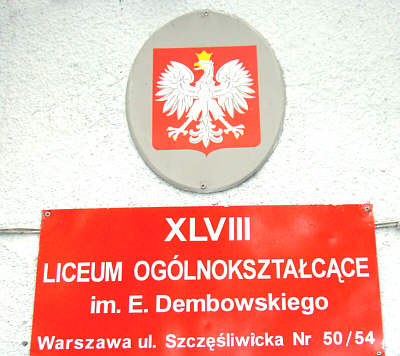 XLVIII
LICEUM OGÓLNOKSZTAŁCĄCE
im. E. Dembowskiego
Warszawa ul. Szczęśliwicka Nr 50/54